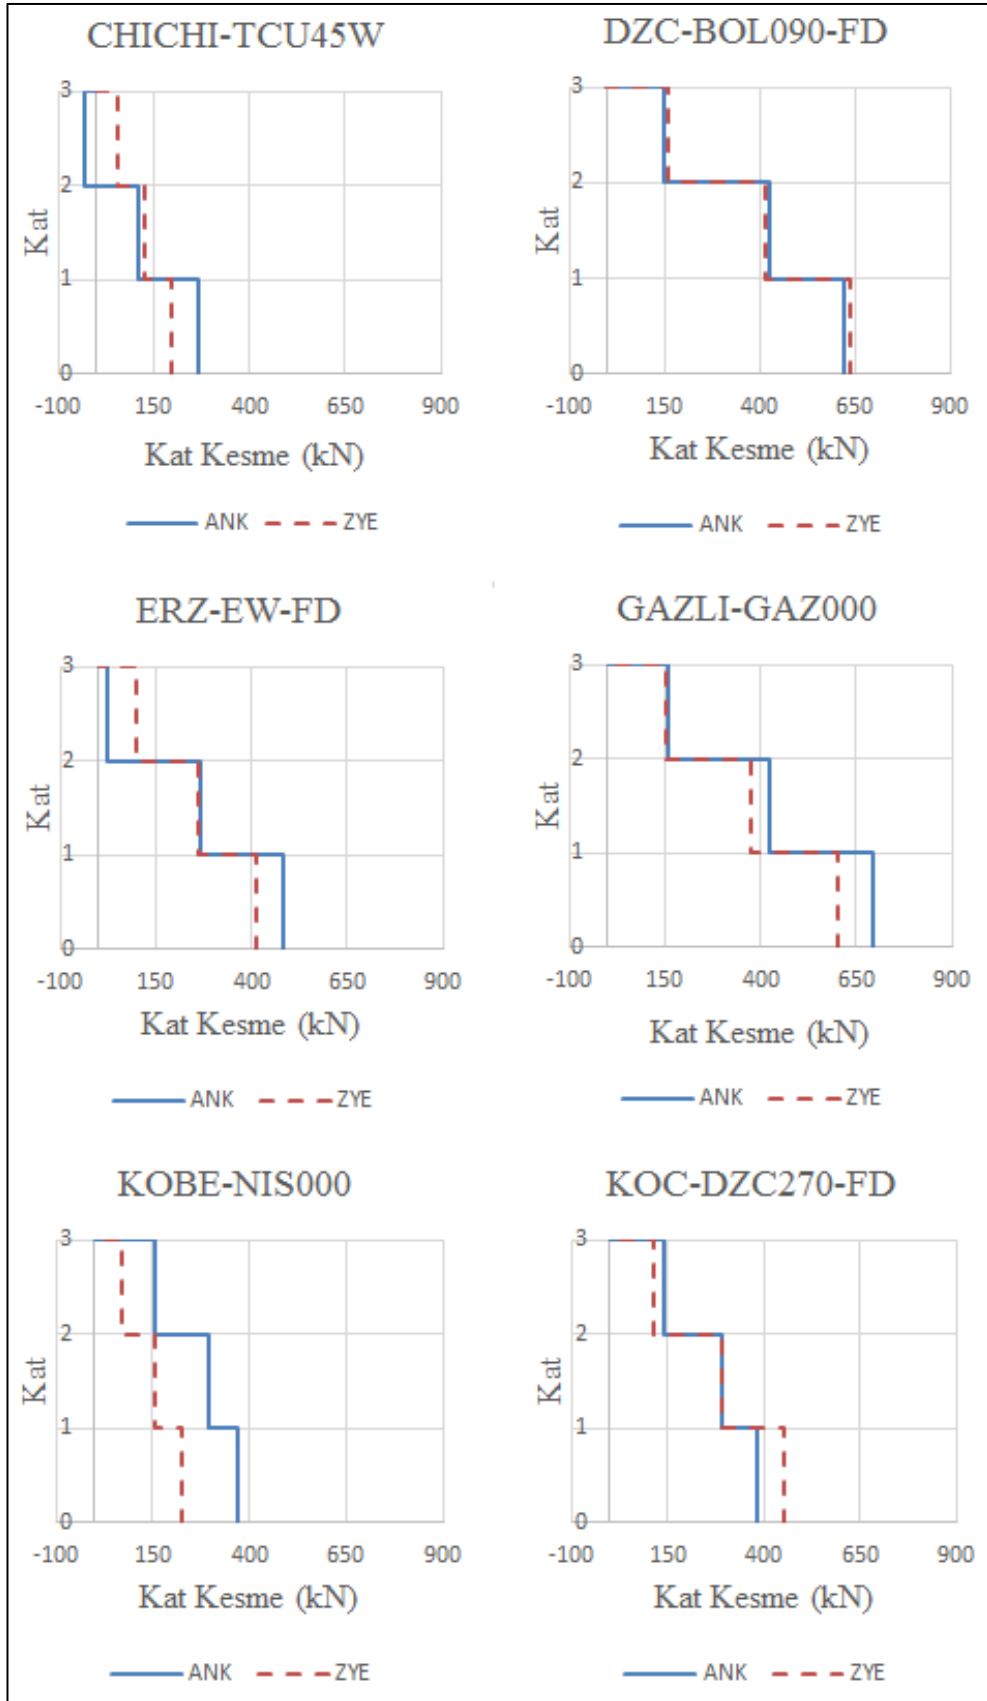 CHICHI-TCU45W
3
2
1
0
Kat
-100 150 400 650 900
Kat Kesme (kN)
ANK ZYE
DZC-BOL090-FD
3
2
1
0
Kat
-100 150 400 650 900
Kat Kesme (kN)
ANK ZYE
ERZ-EW-FD
3
2
1
0
Kat
-100 150 400 650 900
Kat Kesme (kN)
ANK ZYE
GAZLI-GAZ000
3
2
1
0
Kat
-100 150 400 650 900
Kat Kesme (kN)
ANK ZYE
KOBE-NIS000
3
2
1
0
Kat
-100 150 400 650 900
Kat Kesme (kN)
ANK ZYE
KOC-DZC270-FD
3
2
1
0
Kat
-100 150 400 650 900
Kat Kesme (kN)
ANK ZYE